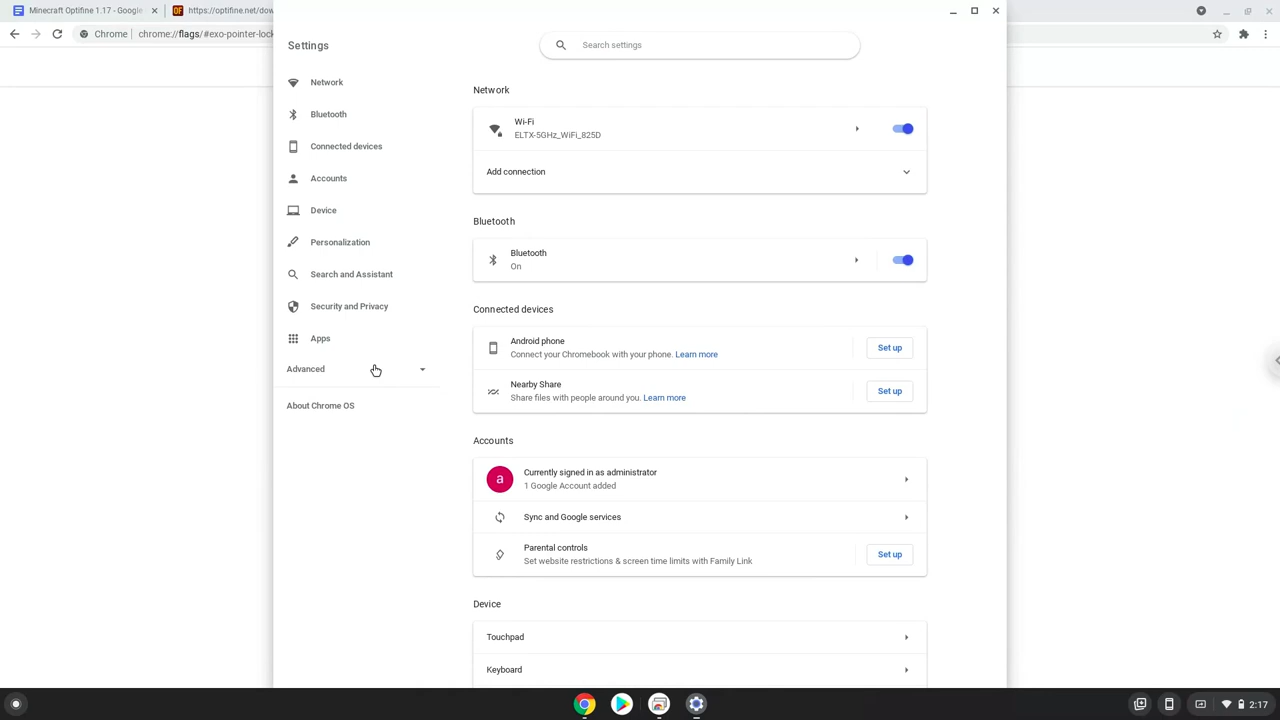 Minecraft Optifine 1.17 - Google
OF https://optifine.net/dow
Chrome chrome://flags/#exo-pointer-lock
Settings
Search settings
Network
Bluetooth
Connected devices
Accounts
Device
Personalization
Search and Assistant
Security and Privacy
Apps
Advanced
About Chrome OS
Network
Wi-Fi
ELTX-5GHz_WiFi_825D
Add connection
Bluetooth
Bluetooth
On
Connected devices
Android phone
Connect your Chromebook with your phone. Learn more
Set up
Nearby Share
Share files with people around you. Learn more
Set up
Accounts
a
Currently signed in as administrator
1 Google Account added
Sync and Google services
Parental controls
Set website restrictions & screen time limits with Family Link
Set up
Device
Touchpad
Keyboard
2:17